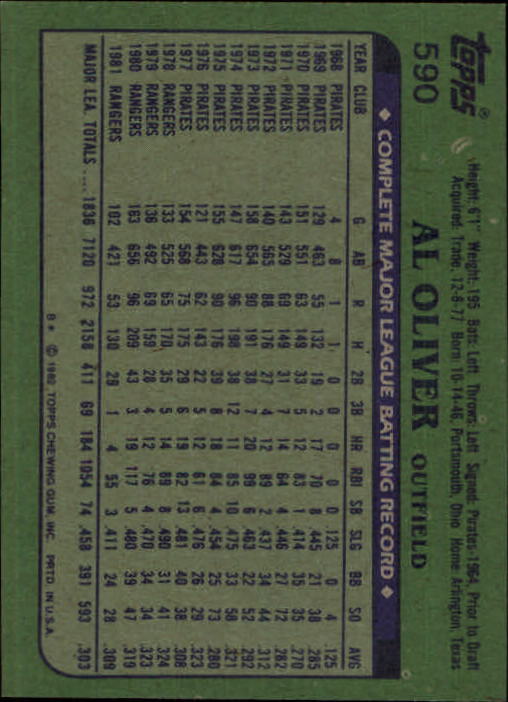 topps®
590
AL OLIVER OUTFIELD
Height: 6'1" Weight: 195 Bats: Left Throws: Left Signed: Pirates-1964, Prior to Draft
Acquired: Trade, 12-8-77 Born: 10-14-46, Portsmouth, Ohio Home: Arlington, Texas
◆ COMPLETE MAJOR LEAGUE BATTING RECORD ◆
YEAR CLUB G AB R H 2B 3B HR RBI SB SLG BB SO AVG
1968 PIRATES 4 8 1 1 0 0 0 0 0 .125 0 4 .125
1969 PIRATES 129 463 55 132 19 2 17 70 8 .445 21 38 .285
1970 PIRATES 151 551 63 149 33 5 12 83 1 .414 35 35 .270
1971 PIRATES 143 529 69 149 31 7 14 64 4 .446 27 72 .282
1972 PIRATES 140 565 88 176 27 4 12 89 2 .437 34 44 .312
1973 PIRATES 158 654 90 191 38 7 20 99 6 .463 22 52 .292
1974 PIRATES 147 617 96 198 38 12 11 85 10 .475 33 58 .321
1975 PIRATES 155 628 90 176 39 8 18 84 4 .454 25 73 .280
1976 PIRATES 121 443 62 143 22 5 12 61 6 .476 26 29 .323
1977 PIRATES 154 568 75 175 29 6 19 82 13 .481 40 38 .308
1978 RANGERS 133 525 65 170 35 5 14 89 8 .490 31 41 .324
1979 RANGERS 136 492 69 159 28 4 12 76 4 .470 34 34 .323
1980 RANGERS 163 656 96 209 43 3 19 117 5 .480 39 47 .319
1981 RANGERS 102 421 53 130 29 1 4 55 3 .411 24 28 .309
MAJOR LEA. TOTALS .... 1836 7120 972 2158 411 69 184 1054 74 .458 391 593 .303
B* © 1982 TOPPS CHEWING GUM, INC. PRTD. IN U.S.A.